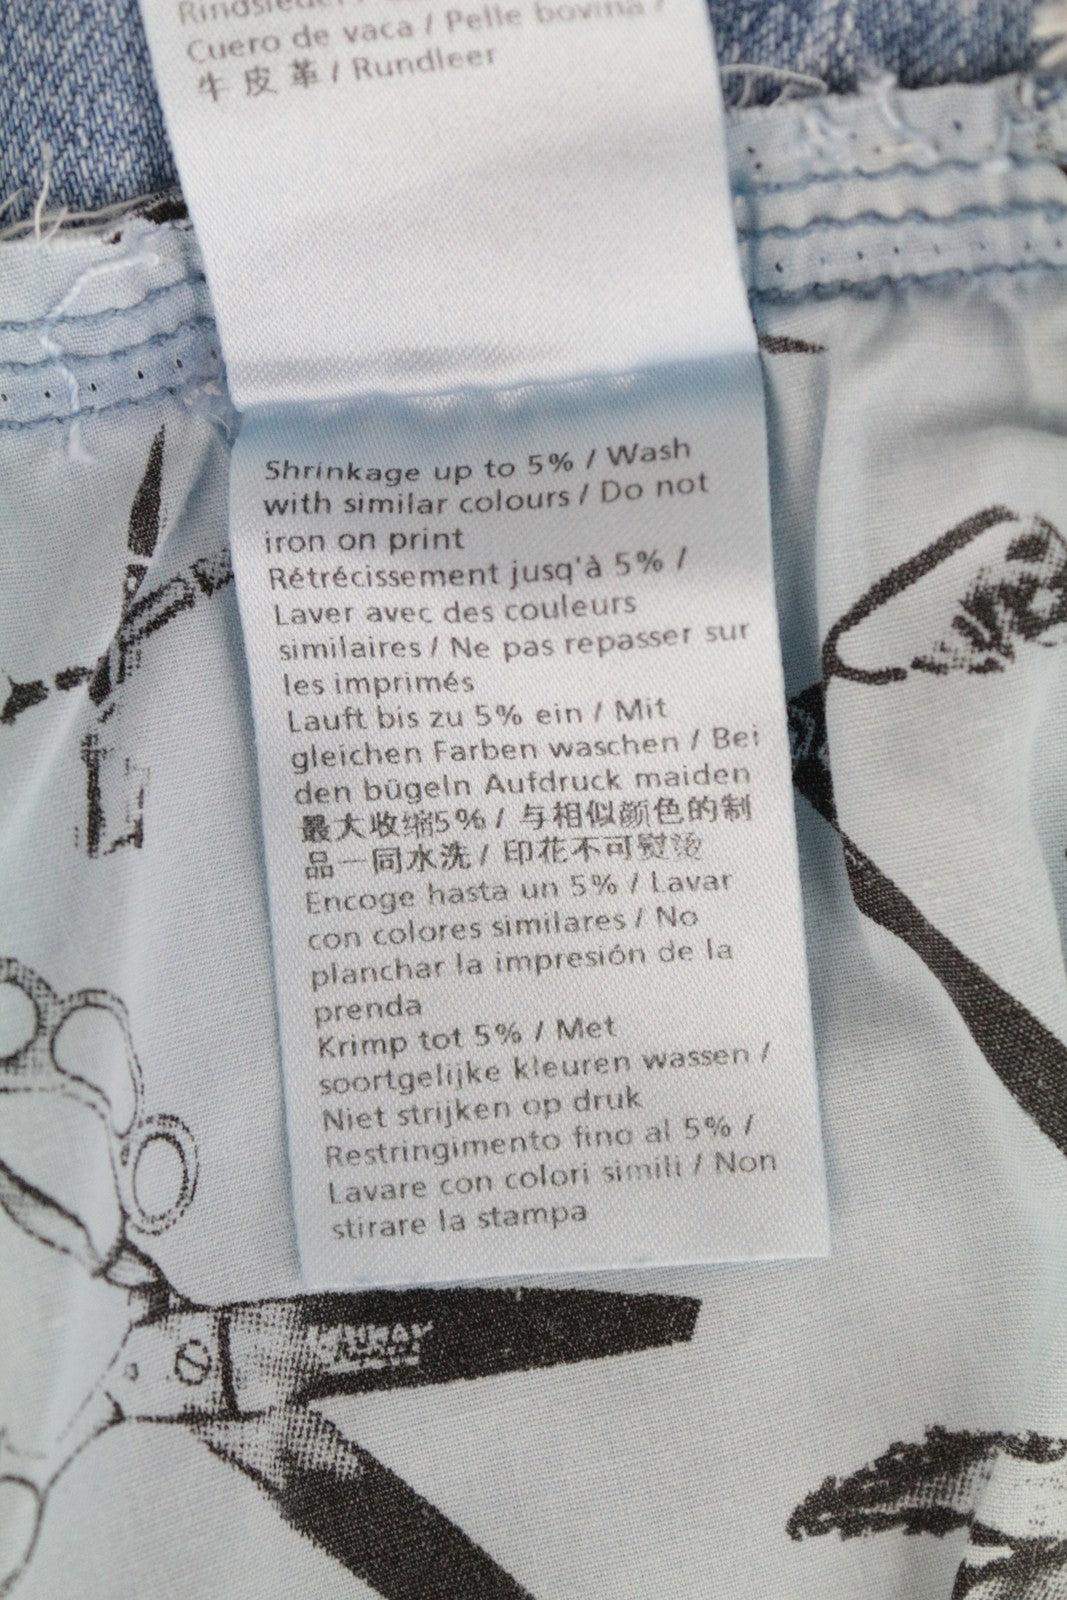 Rindsleder /
Cuero de vaca / Pelle bovina /
牛皮革 / Rundleer
Shrinkage up to 5% / Wash
with similar colours / Do not
iron on print
Rétrécissement jusq'à 5% /
Laver avec des couleurs
similaires / Ne pas repasser sur
les imprimés
Lauft bis zu 5% ein / Mit
gleichen Farben waschen / Bei
den bügeln Aufdruck maiden
最大收缩5% / 与相似颜色的制
品一同水洗 / 印花不可熨烫
Encoge hasta un 5% / Lavar
con colores similares / No
planchar la impresión de la
prenda
Krimp tot 5% / Met
soortgelijke kleuren wassen /
Niet strijken op druk
Restringimento fino al 5% /
Lavare con colori simili / Non
stirare la stampa